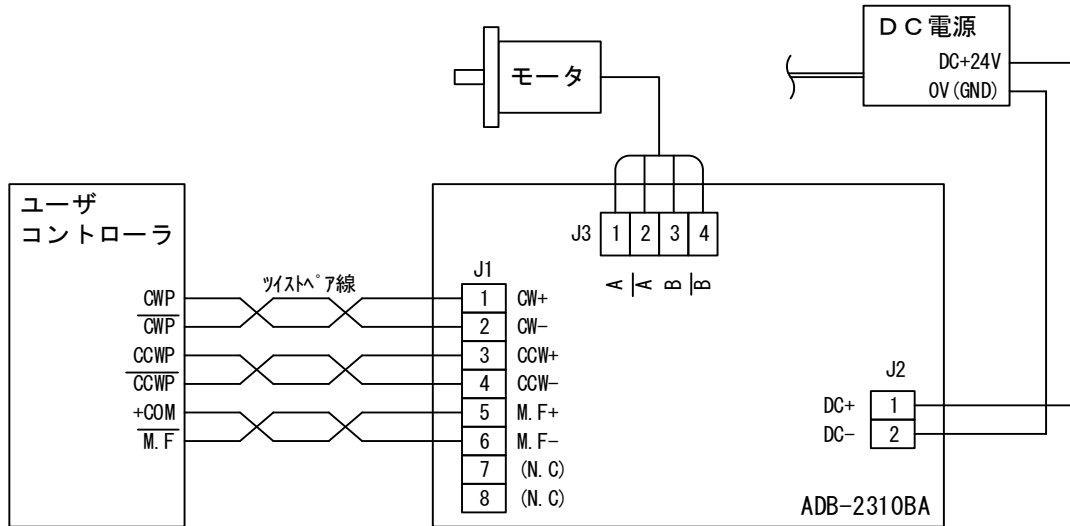 DC電源
DC+24V
0V(GND)
モータ
ユーザ
コントローラ
J3 1 2 3 4
A A̅ B B̅
ツイストペア線
J1
CWP 1 CW+
C̅W̅P̅ 2 CW-
CCWP 3 CCW+
C̅C̅W̅P̅ 4 CCW-
+COM 5 M.F+
M̅.̅F̅ 6 M.F-
7 (N.C)
8 (N.C)
J2
DC+ 1
DC- 2
ADB-2310BA